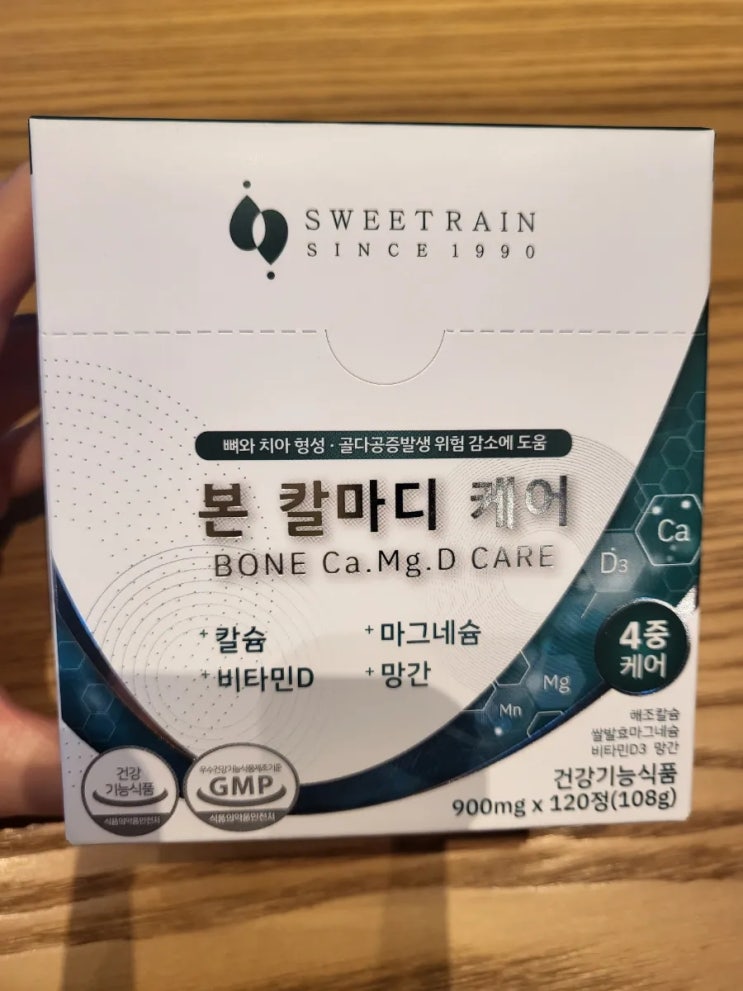 SWEETRAIN
SINCE 1990
뼈와 치아 형성 · 골다공증발생 위험 감소에 도움
본 칼마디 케어
BONE Ca.Mg.D CARE
+ 칼슘
+ 마그네슘
+ 비타민D
+ 망간
Ca
D3
Mg
Mn
4중
케어
해조칼슘
쌀발효마그네슘
비타민D3 망간
건강기능식품
900mg x 120정(108g)
건강
기능식품
식품의약품안전처
우수건강기능식품제조기준
GMP
식품의약품안전처